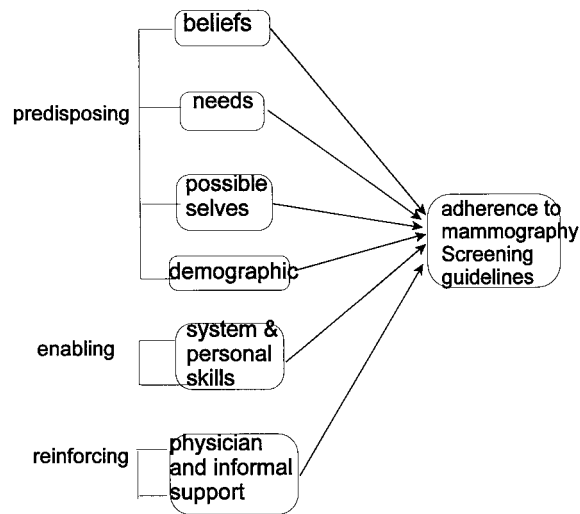 beliefs
predisposing
needs
possible
selves
demographic
adherence to
mammography
Screening
guidelines
enabling
system &
personal
skills
reinforcing
physician
and informal
support